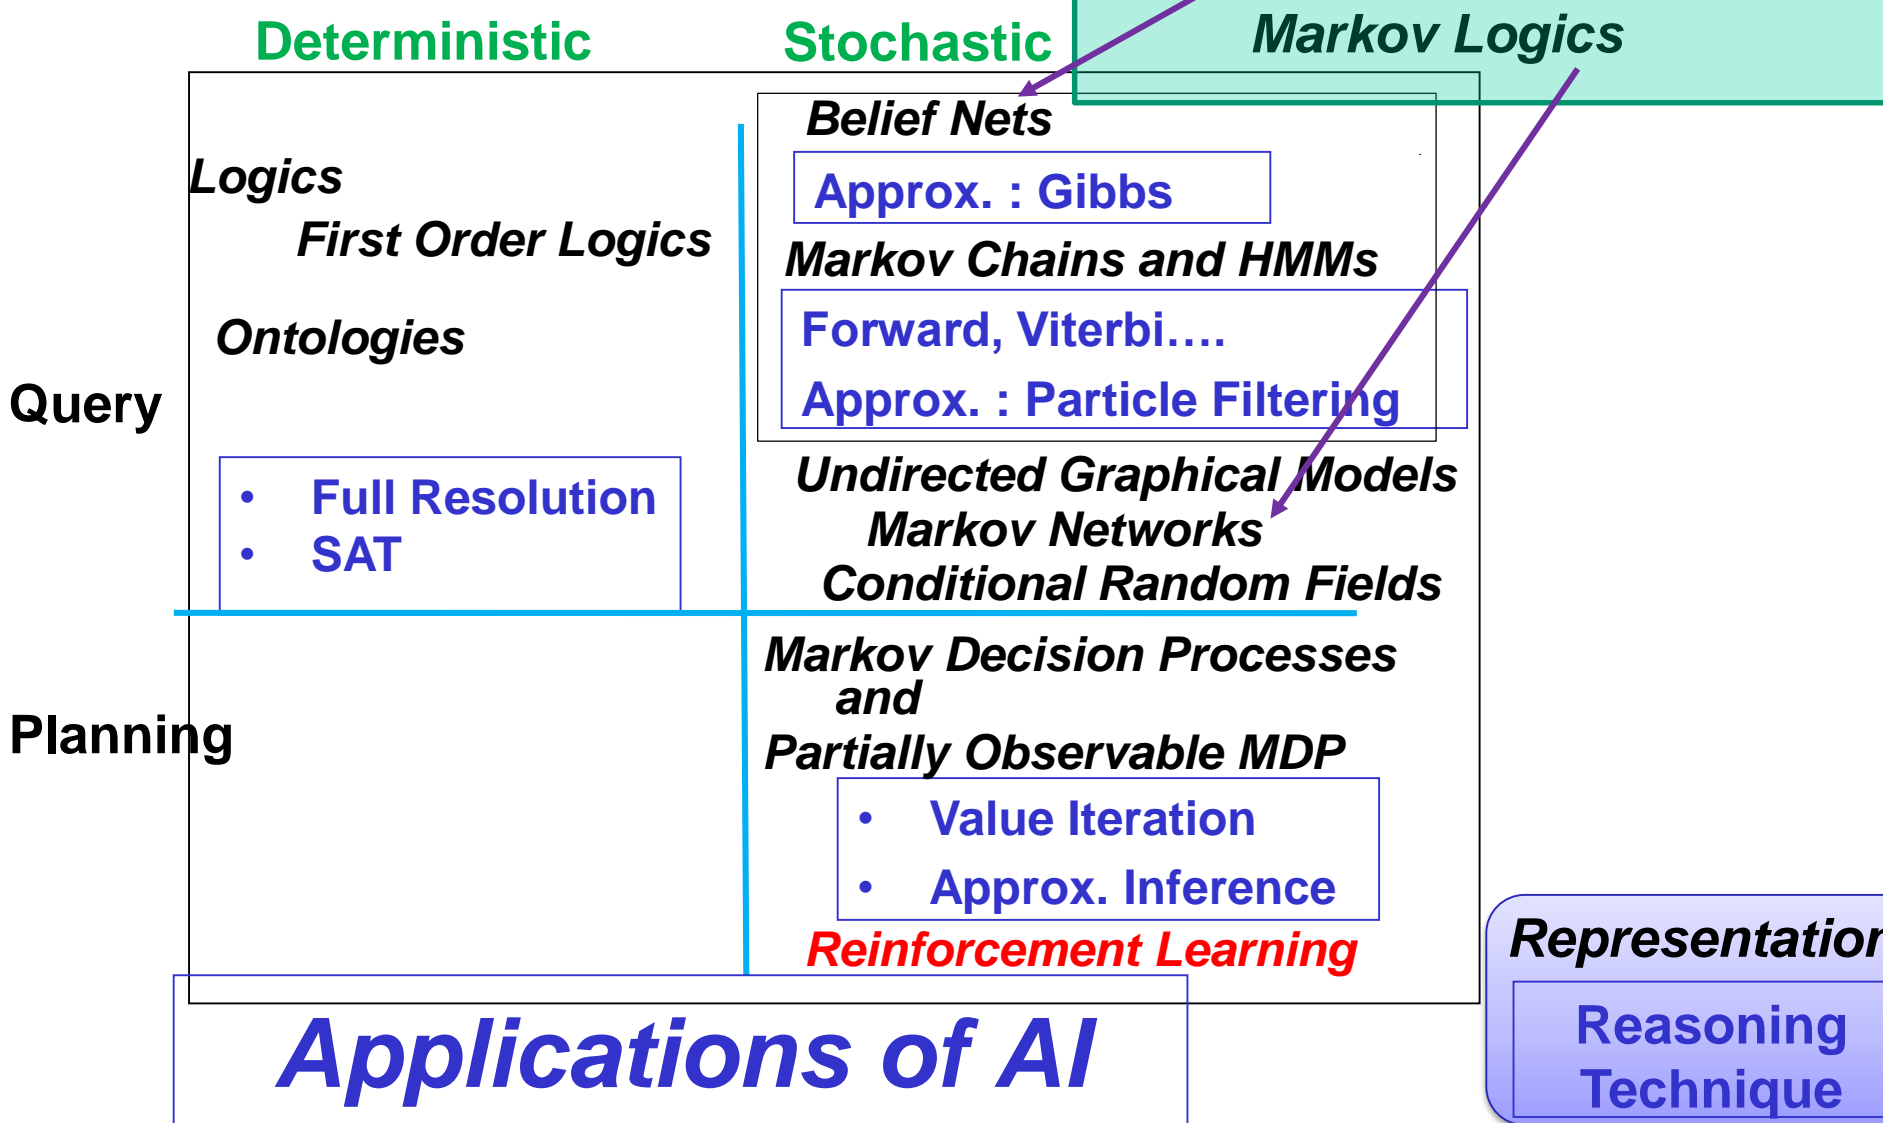 Deterministic
Stochastic
Markov Logics
Logics
First Order Logics
Ontologies
Query
• Full Resolution
• SAT
Belief Nets
Approx. : Gibbs
Markov Chains and HMMs
Forward, Viterbi….
Approx. : Particle Filtering
Undirected Graphical Models
Markov Networks
Conditional Random Fields
Planning
Markov Decision Processes
and
Partially Observable MDP
• Value Iteration
• Approx. Inference
Reinforcement Learning
Applications of AI
Representation
Reasoning
Technique